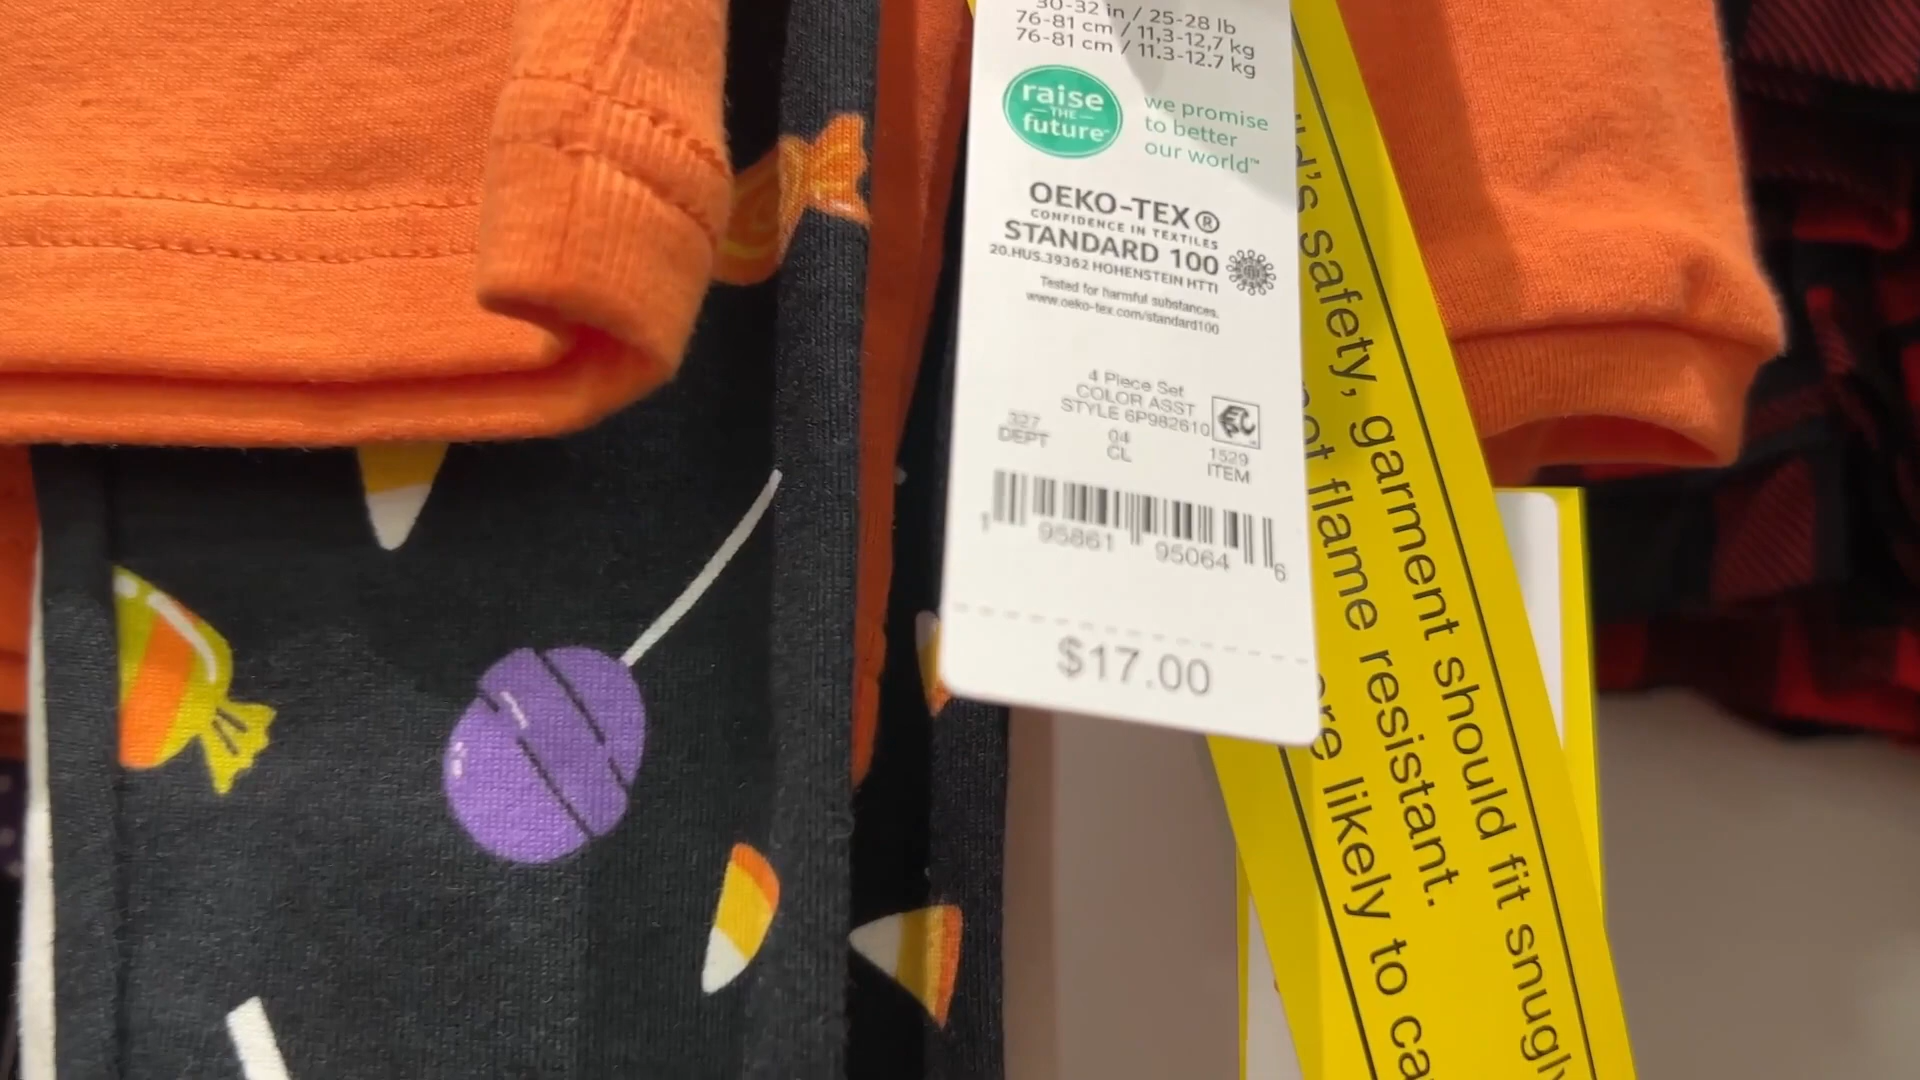 30-32 in / 25-28 lb
76-81 cm / 11,3-12,7 kg
76-81 cm / 11.3-12.7 kg
raise
THE
future
we promise
to better
our world™
OEKO-TEX®
CONFIDENCE IN TEXTILES
STANDARD 100
20.HUS.39362 HOHENSTEIN HTTI
Tested for harmful substances.
www.oeko-tex.com/standard100
4 Piece Set
COLOR ASST
STYLE 6P982610
327 04 1529
DEPT CL ITEM
1 95861 95064 6
$17.00
safety, garment should fit snugly
flame resistant.
likely to